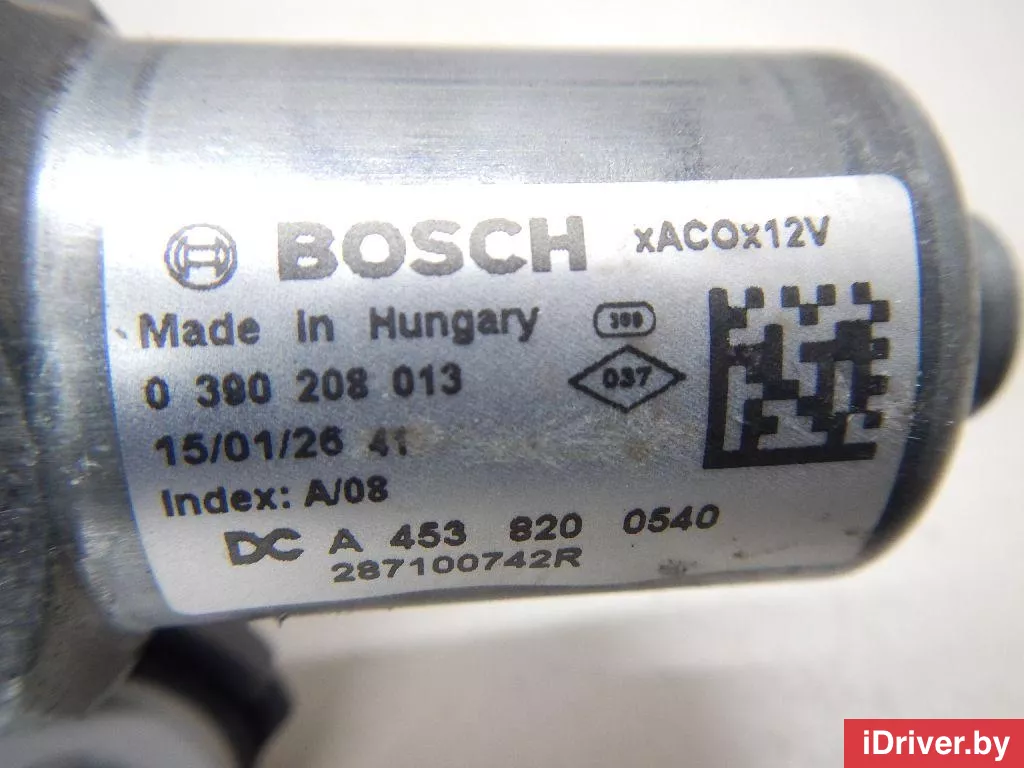 BOSCH xACOx12V
Made in Hungary
0 390 208 013
037
15/01/26 41
Index: A/08
DC A 453 820 0540
287100742R
iDriver.by